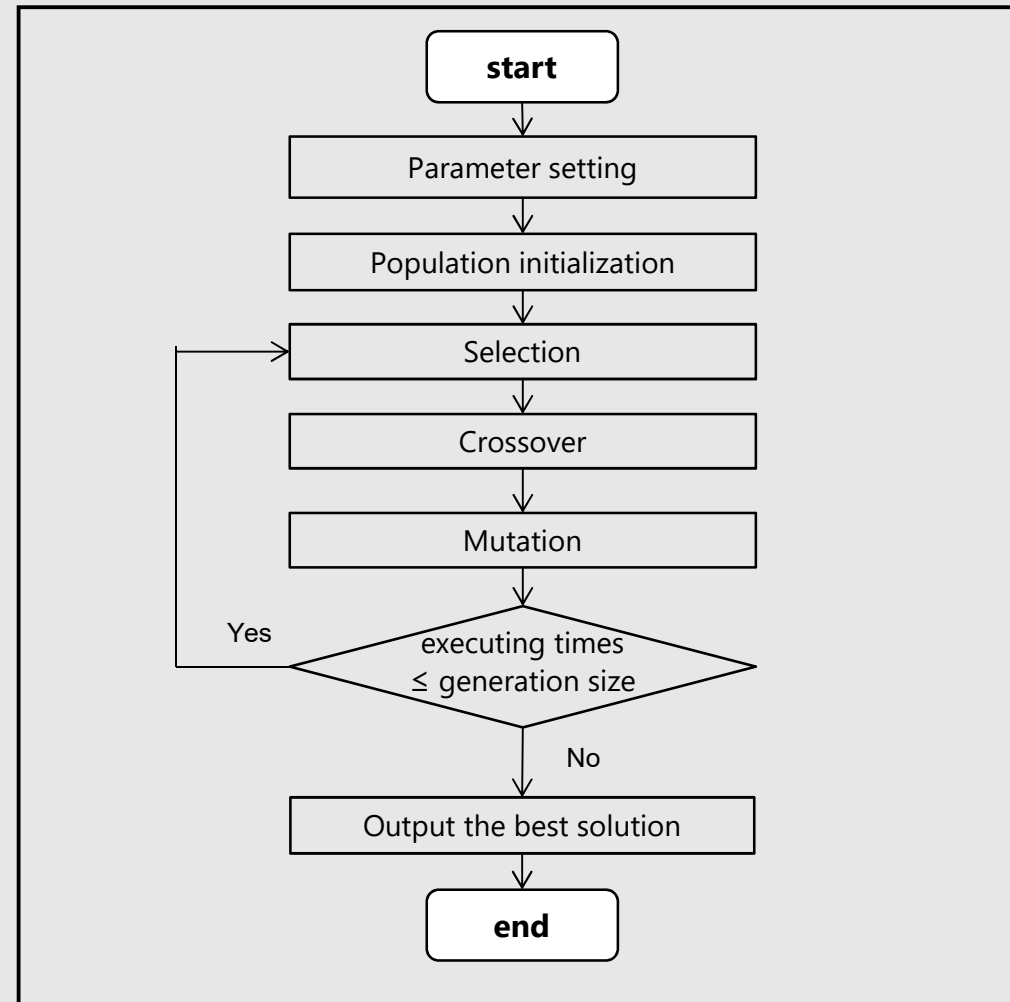 start
Parameter setting
Population initialization
Selection
Crossover
Mutation
Yes
executing times
≤ generation size
No
Output the best solution
end